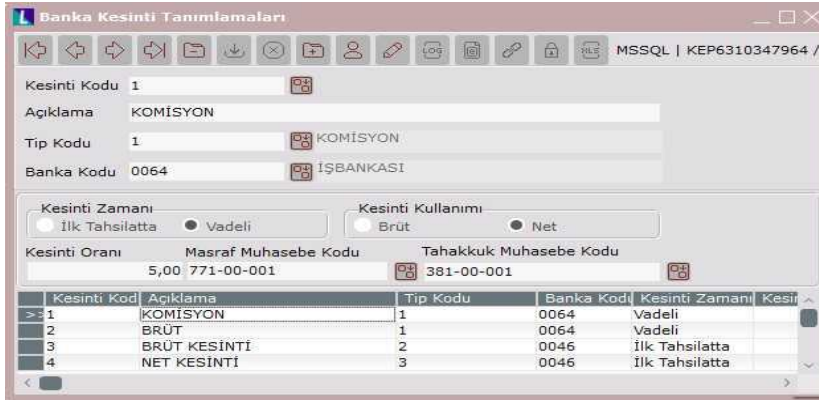 Banka Kesinti Tanımlamaları
LOG XLS MSSQL | KEP6310347964 /
Kesinti Kodu 1
Açıklama KOMİSYON
Tip Kodu 1 KOMİSYON
Banka Kodu 0064 İŞBANKASI
Kesinti Zamanı Kesinti Kullanımı
İlk Tahsilatta Vadeli Brüt Net
Kesinti Oranı Masraf Muhasebe Kodu Tahakkuk Muhasebe Kodu
5,00 771-00-001 381-00-001
Kesinti Kod Açıklama Tip Kodu Banka Kodu Kesinti Zamanı Kesir
>>1 KOMİSYON 1 0064 Vadeli
2 BRÜT 1 0064 Vadeli
3 BRÜT KESİNTİ 2 0046 İlk Tahsilatta
4 NET KESİNTİ 3 0046 İlk Tahsilatta